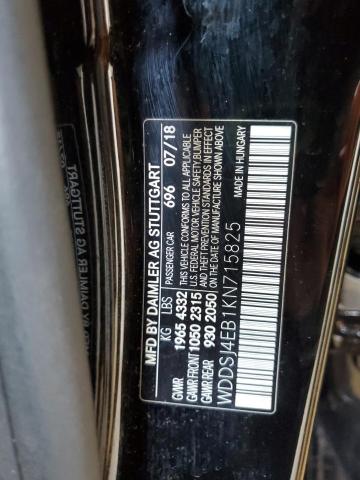 MFD BY DAIMLER AG STUTTGART
PASSENGER CAR 696 07/18
KG LBS
GVWR 1965 4332
GAWR FRONT 1050 2315
GAWR REAR 930 2050
THIS VEHICLE CONFORMS TO ALL APPLICABLE
U.S. FEDERAL MOTOR VEHICLE SAFETY/BUMPER
AND THEFT PREVENTION STANDARDS IN EFFECT
ON THE DATE OF MANUFACTURE SHOWN ABOVE
WDDSJ4EB1KN715825
MADE IN HUNGARY